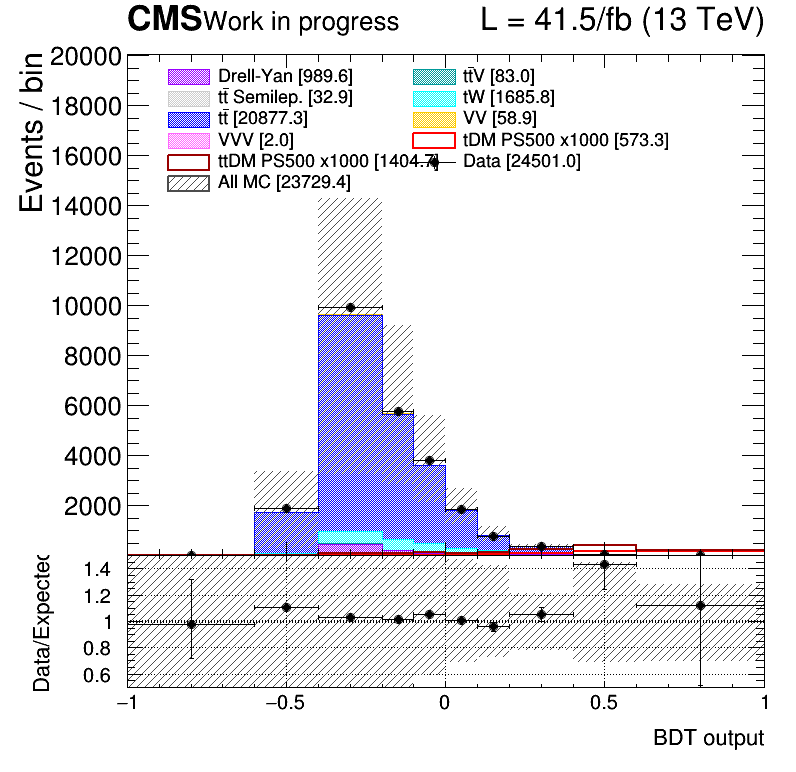 CMS Work in progress L = 41.5/fb (13 TeV)
Events / bin
20000
18000
16000
14000
12000
10000
8000
6000
4000
2000
Drell-Yan [989.6]
tt̄V [83.0]
tt̄ Semilep. [32.9]
tW [1685.8]
tt̄ [20877.3]
VV [58.9]
VVV [2.0]
tDM PS500 x1000 [573.3]
ttDM PS500 x1000 [1404.7]
Data [24501.0]
All MC [23729.4]
Data/Expected
1.4
1.2
1
0.8
0.6
−1 −0.5 0 0.5 1
BDT output